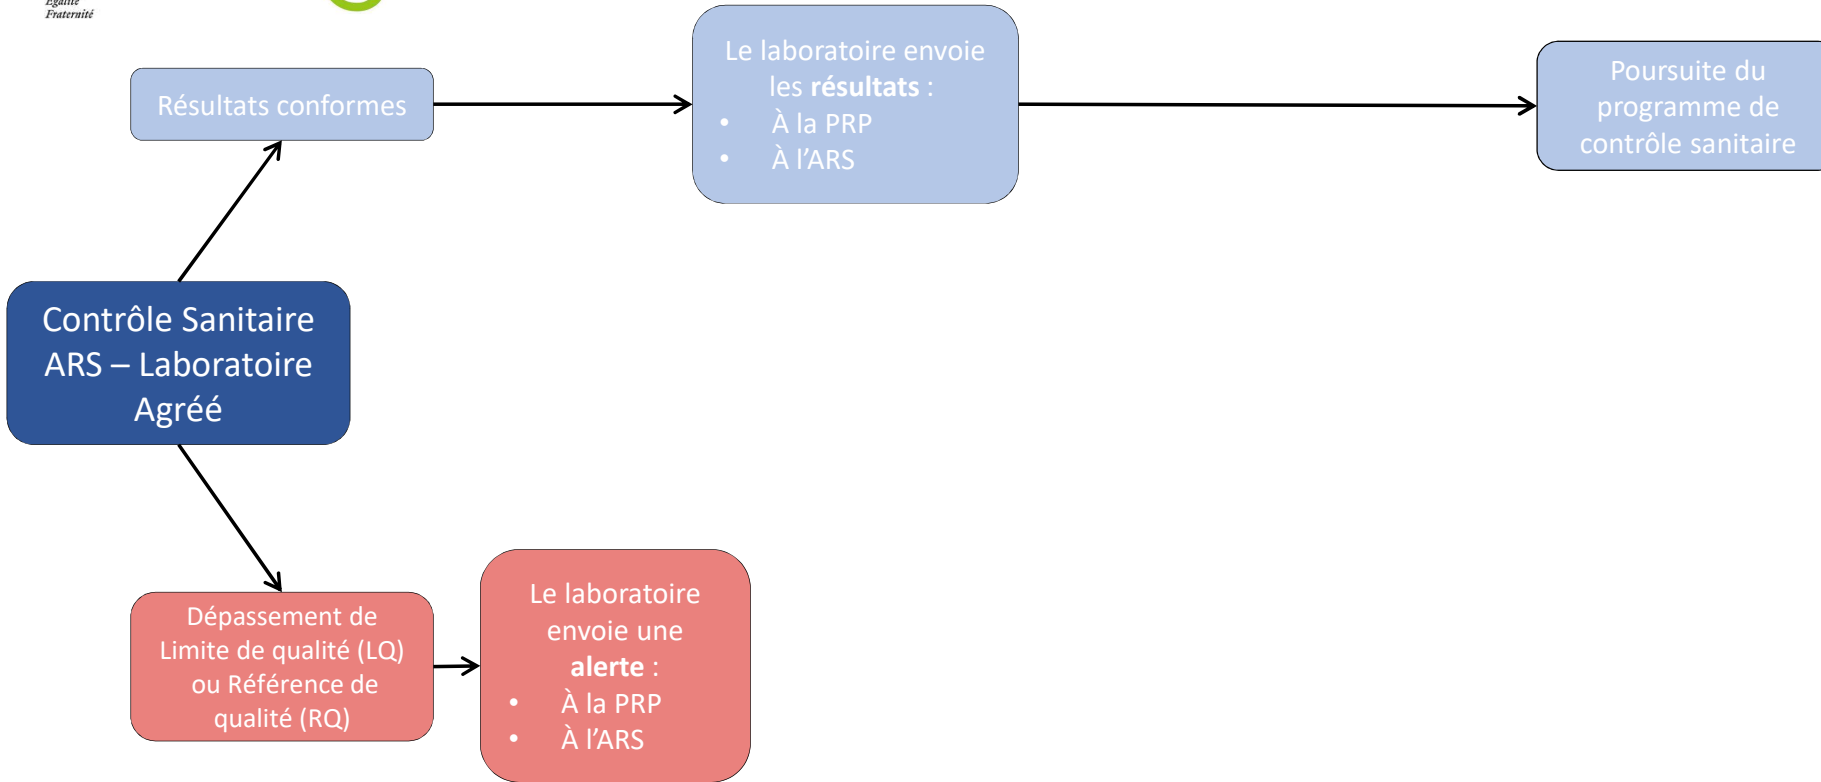 Égalité
Fraternité
Résultats conformes
Le laboratoire envoie
les résultats :
• À la PRP
• À l’ARS
Poursuite du
programme de
contrôle sanitaire
Contrôle Sanitaire
ARS – Laboratoire
Agréé
Dépassement de
Limite de qualité (LQ)
ou Référence de
qualité (RQ)
Le laboratoire
envoie une
alerte :
• À la PRP
• À l’ARS